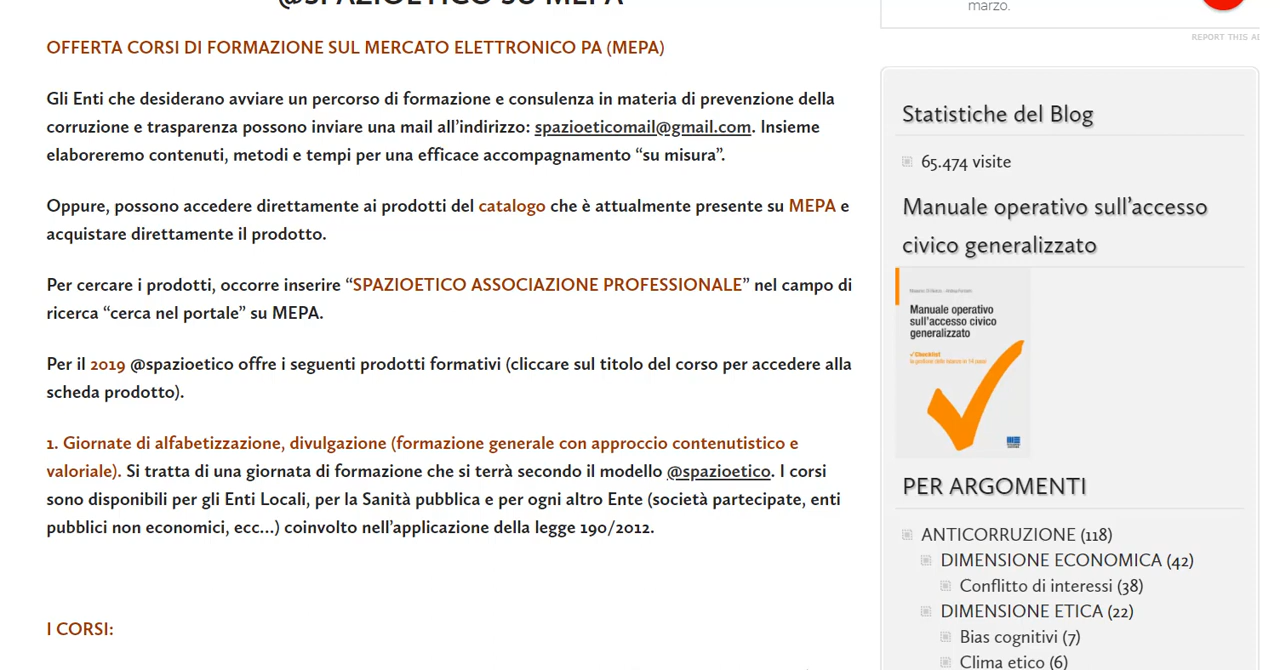 @SPAZIOETICO SU MEPA
OFFERTA CORSI DI FORMAZIONE SUL MERCATO ELETTRONICO PA (MEPA)
Gli Enti che desiderano avviare un percorso di formazione e consulenza in materia di prevenzione della
corruzione e trasparenza possono inviare una mail all’indirizzo: spazioeticomail@gmail.com. Insieme
elaboreremo contenuti, metodi e tempi per una efficace accompagnamento “su misura”.
Oppure, possono accedere direttamente ai prodotti del catalogo che è attualmente presente su MEPA e
acquistare direttamente il prodotto.
Per cercare i prodotti, occorre inserire “SPAZIOETICO ASSOCIAZIONE PROFESSIONALE” nel campo di
ricerca “cerca nel portale” su MEPA.
Per il 2019 @spazioetico offre i seguenti prodotti formativi (cliccare sul titolo del corso per accedere alla
scheda prodotto).
1. Giornate di alfabetizzazione, divulgazione (formazione generale con approccio contenutistico e
valoriale). Si tratta di una giornata di formazione che si terrà secondo il modello @spazioetico. I corsi
sono disponibili per gli Enti Locali, per la Sanità pubblica e per ogni altro Ente (società partecipate, enti
pubblici non economici, ecc…) coinvolto nell’applicazione della legge 190/2012.
I CORSI:
marzo.
REPORT THIS
Statistiche del Blog
65.474 visite
Manuale operativo sull’accesso
civico generalizzato
Manuale operativo
sull’accesso civico
generalizzato
Checklist
PER ARGOMENTI
ANTICORRUZIONE (118)
DIMENSIONE ECONOMICA (42)
Conflitto di interessi (38)
DIMENSIONE ETICA (22)
Bias cognitivi (7)
Clima etico (6)